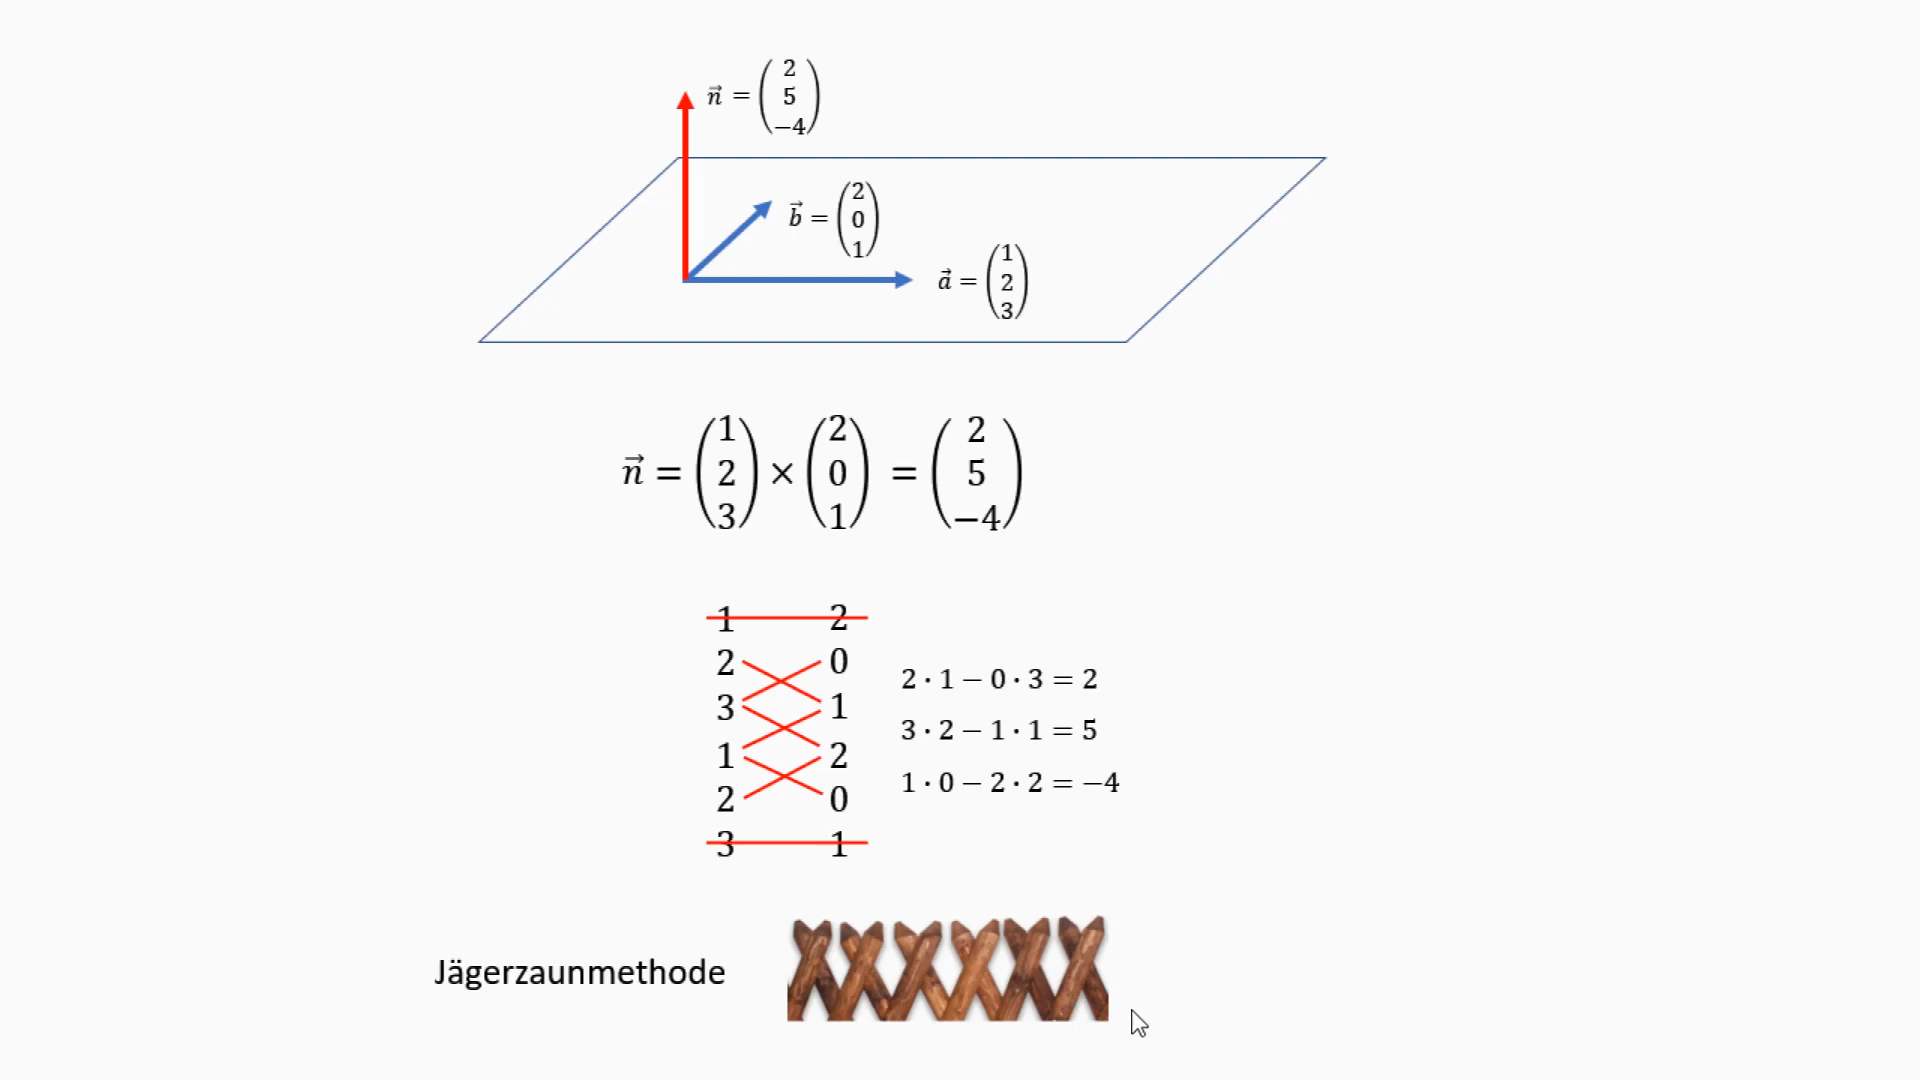 n⃗ = (2 5 −4)
b⃗ = (2 0 1)
a⃗ = (1 2 3)
n⃗ = (1 2 3) × (2 0 1) = (2 5 −4)
1 2
2 0
3 1
1 2
2 0
3 1
2 · 1 − 0 · 3 = 2
3 · 2 − 1 · 1 = 5
1 · 0 − 2 · 2 = −4
Jägerzaunmethode